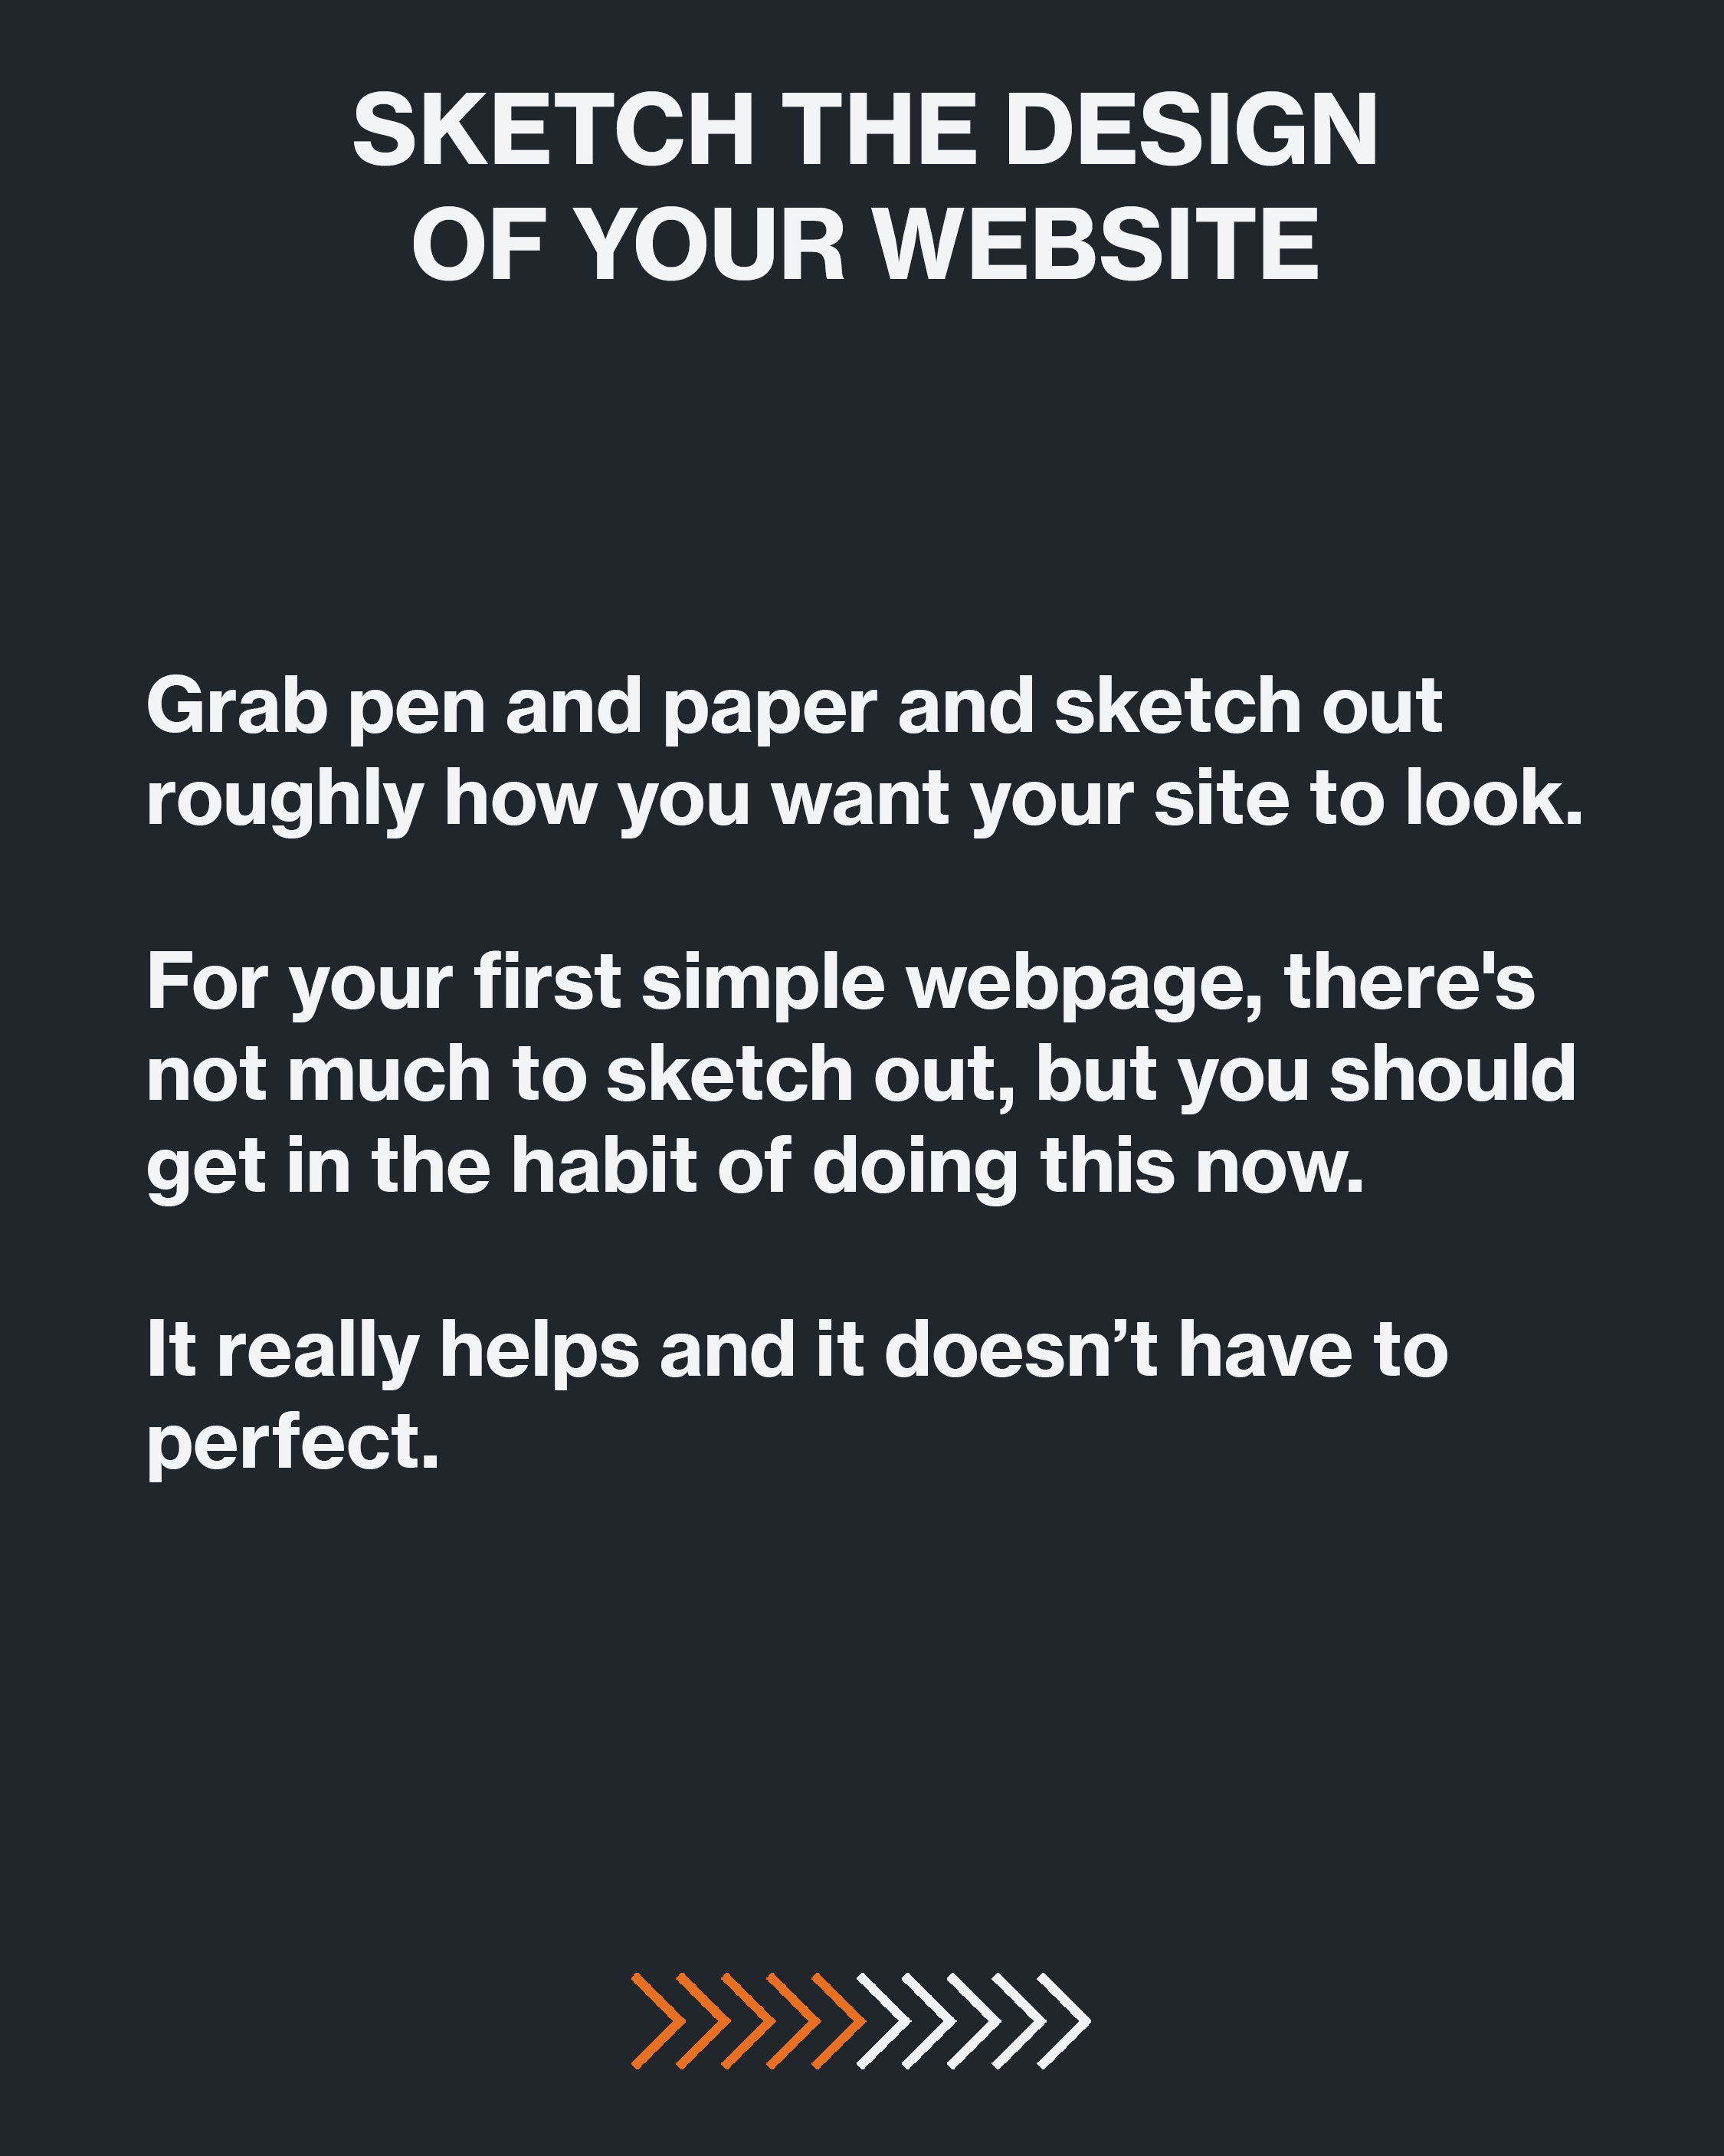 SKETCH THE DESIGN
OF YOUR WEBSITE
Grab pen and paper and sketch out
roughly how you want your site to look.
For your first simple webpage, there's
not much to sketch out, but you should
get in the habit of doing this now.
It really helps and it doesn’t have to
perfect.